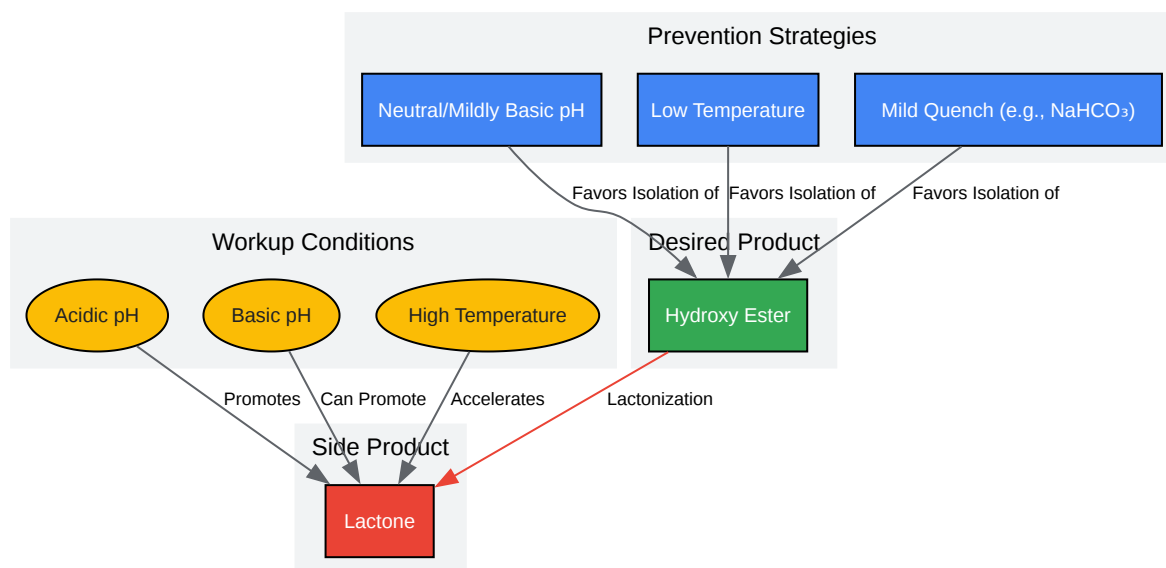 Prevention Strategies
Neutral/Mildly Basic pH
Low Temperature
Mild Quench (e.g., NaHCO₃)
Favors Isolation of
Favors Isolation of
Favors Isolation of
Workup Conditions
Desired Product
Acidic pH
Basic pH
High Temperature
Hydroxy Ester
Promotes
Can Promote
Accelerates
Lactonization
Side Product
Lactone